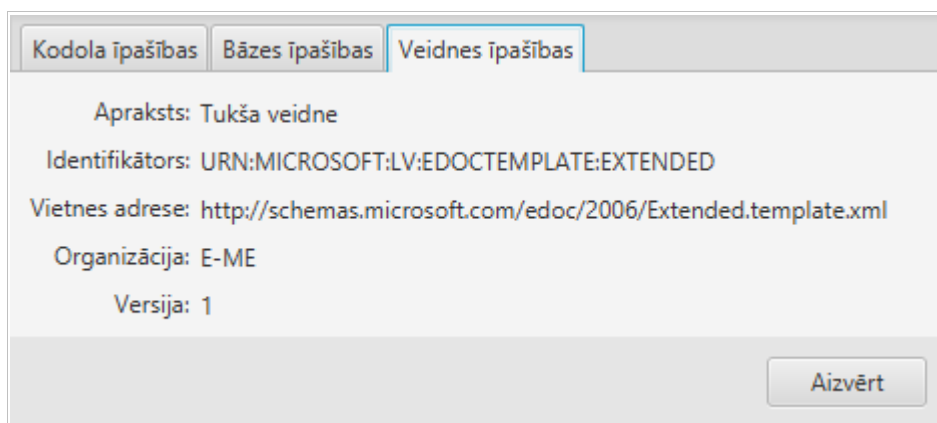 Kodola īpašības Bāzes īpašības Veidnes īpašības
Apraksts: Tukša veidne
Identifikātors: URN:MICROSOFT:LV:EDOCTEMPLATE:EXTENDED
Vietnes adrese: http://schemas.microsoft.com/edoc/2006/Extended.template.xml
Organizācija: E-ME
Versija: 1
Aizvērt